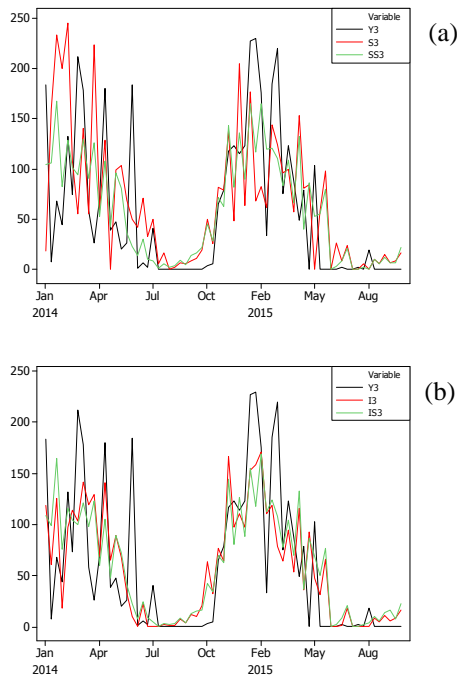 (a)
Variable
Y3
S3
SS3
250
200
150
100
50
0
Jan Apr Jul Oct Feb May Aug
2014 2015
(b)
Variable
Y3
I3
IS3
250
200
150
100
50
0
Jan Apr Jul Oct Feb May Aug
2014 2015